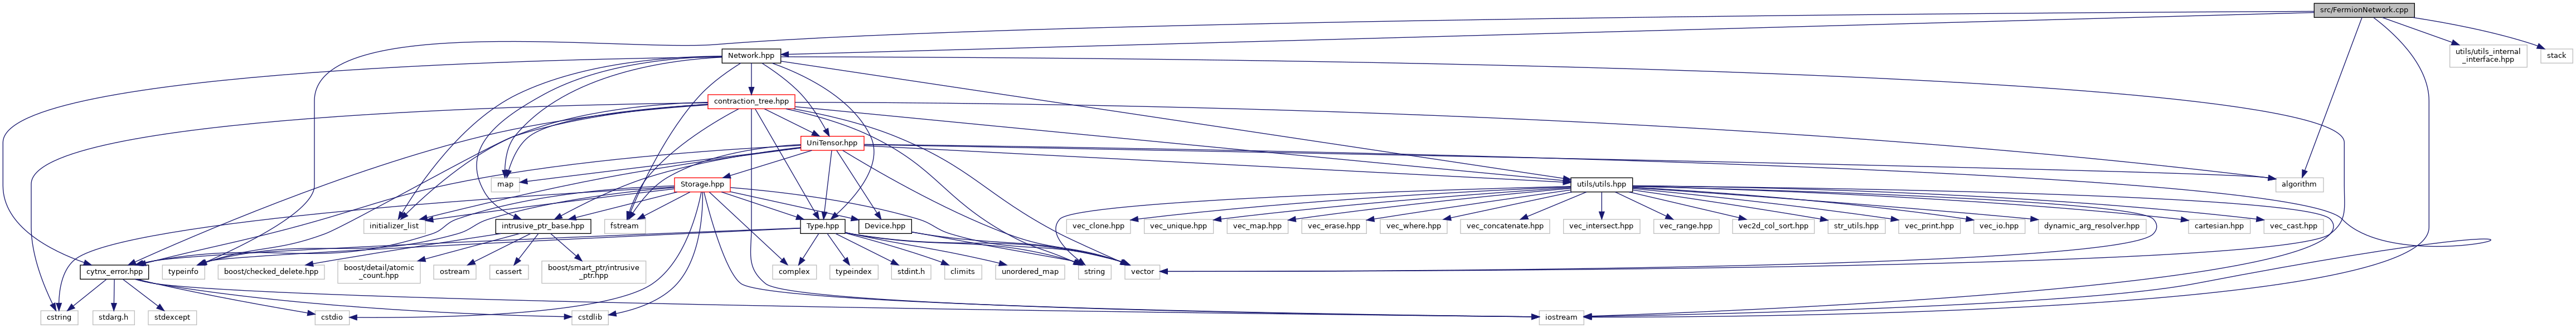 src/FermionNetwork.cpp
Network.hpp
utils/utils_internal
_interface.hpp
stack
contraction_tree.hpp
UniTensor.hpp
map
Storage.hpp
utils/utils.hpp
algorithm
initializer_list
intrusive_ptr_base.hpp
fstream
Type.hpp
Device.hpp
vec_clone.hpp
vec_unique.hpp
vec_map.hpp
vec_erase.hpp
vec_where.hpp
vec_concatenate.hpp
vec_intersect.hpp
vec_range.hpp
vec2d_col_sort.hpp
str_utils.hpp
vec_print.hpp
vec_io.hpp
dynamic_arg_resolver.hpp
cartesian.hpp
vec_cast.hpp
cytnx_error.hpp
typeinfo
boost/checked_delete.hpp
boost/detail/atomic
_count.hpp
ostream
cassert
boost/smart_ptr/intrusive
_ptr.hpp
complex
typeindex
stdint.h
climits
unordered_map
string
vector
cstring
stdarg.h
stdexcept
cstdio
cstdlib
iostream